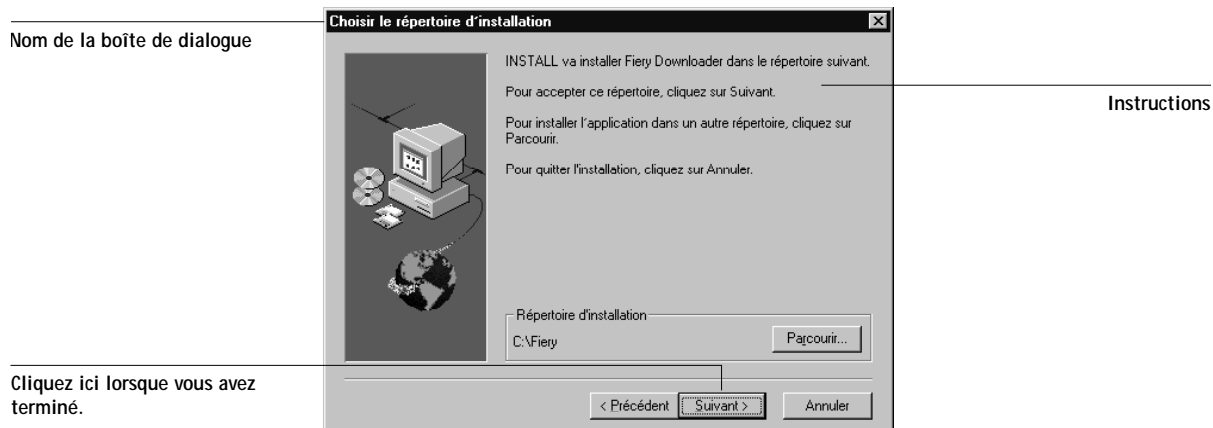 Choisir le répertoire d'installation
Nom de la boîte de dialogue
INSTALL va installer Fiery Downloader dans le répertoire suivant.
Pour accepter ce répertoire, cliquez sur Suivant.
Instructions
Pour installer l'application dans un autre répertoire, cliquez sur
Parcourir.
Pour quitter l'installation, cliquez sur Annuler.
Répertoire d'installation
C:\Fiery
Parcourir...
Cliquez ici lorsque vous avez
terminé.
< Précédent
Suivant >
Annuler